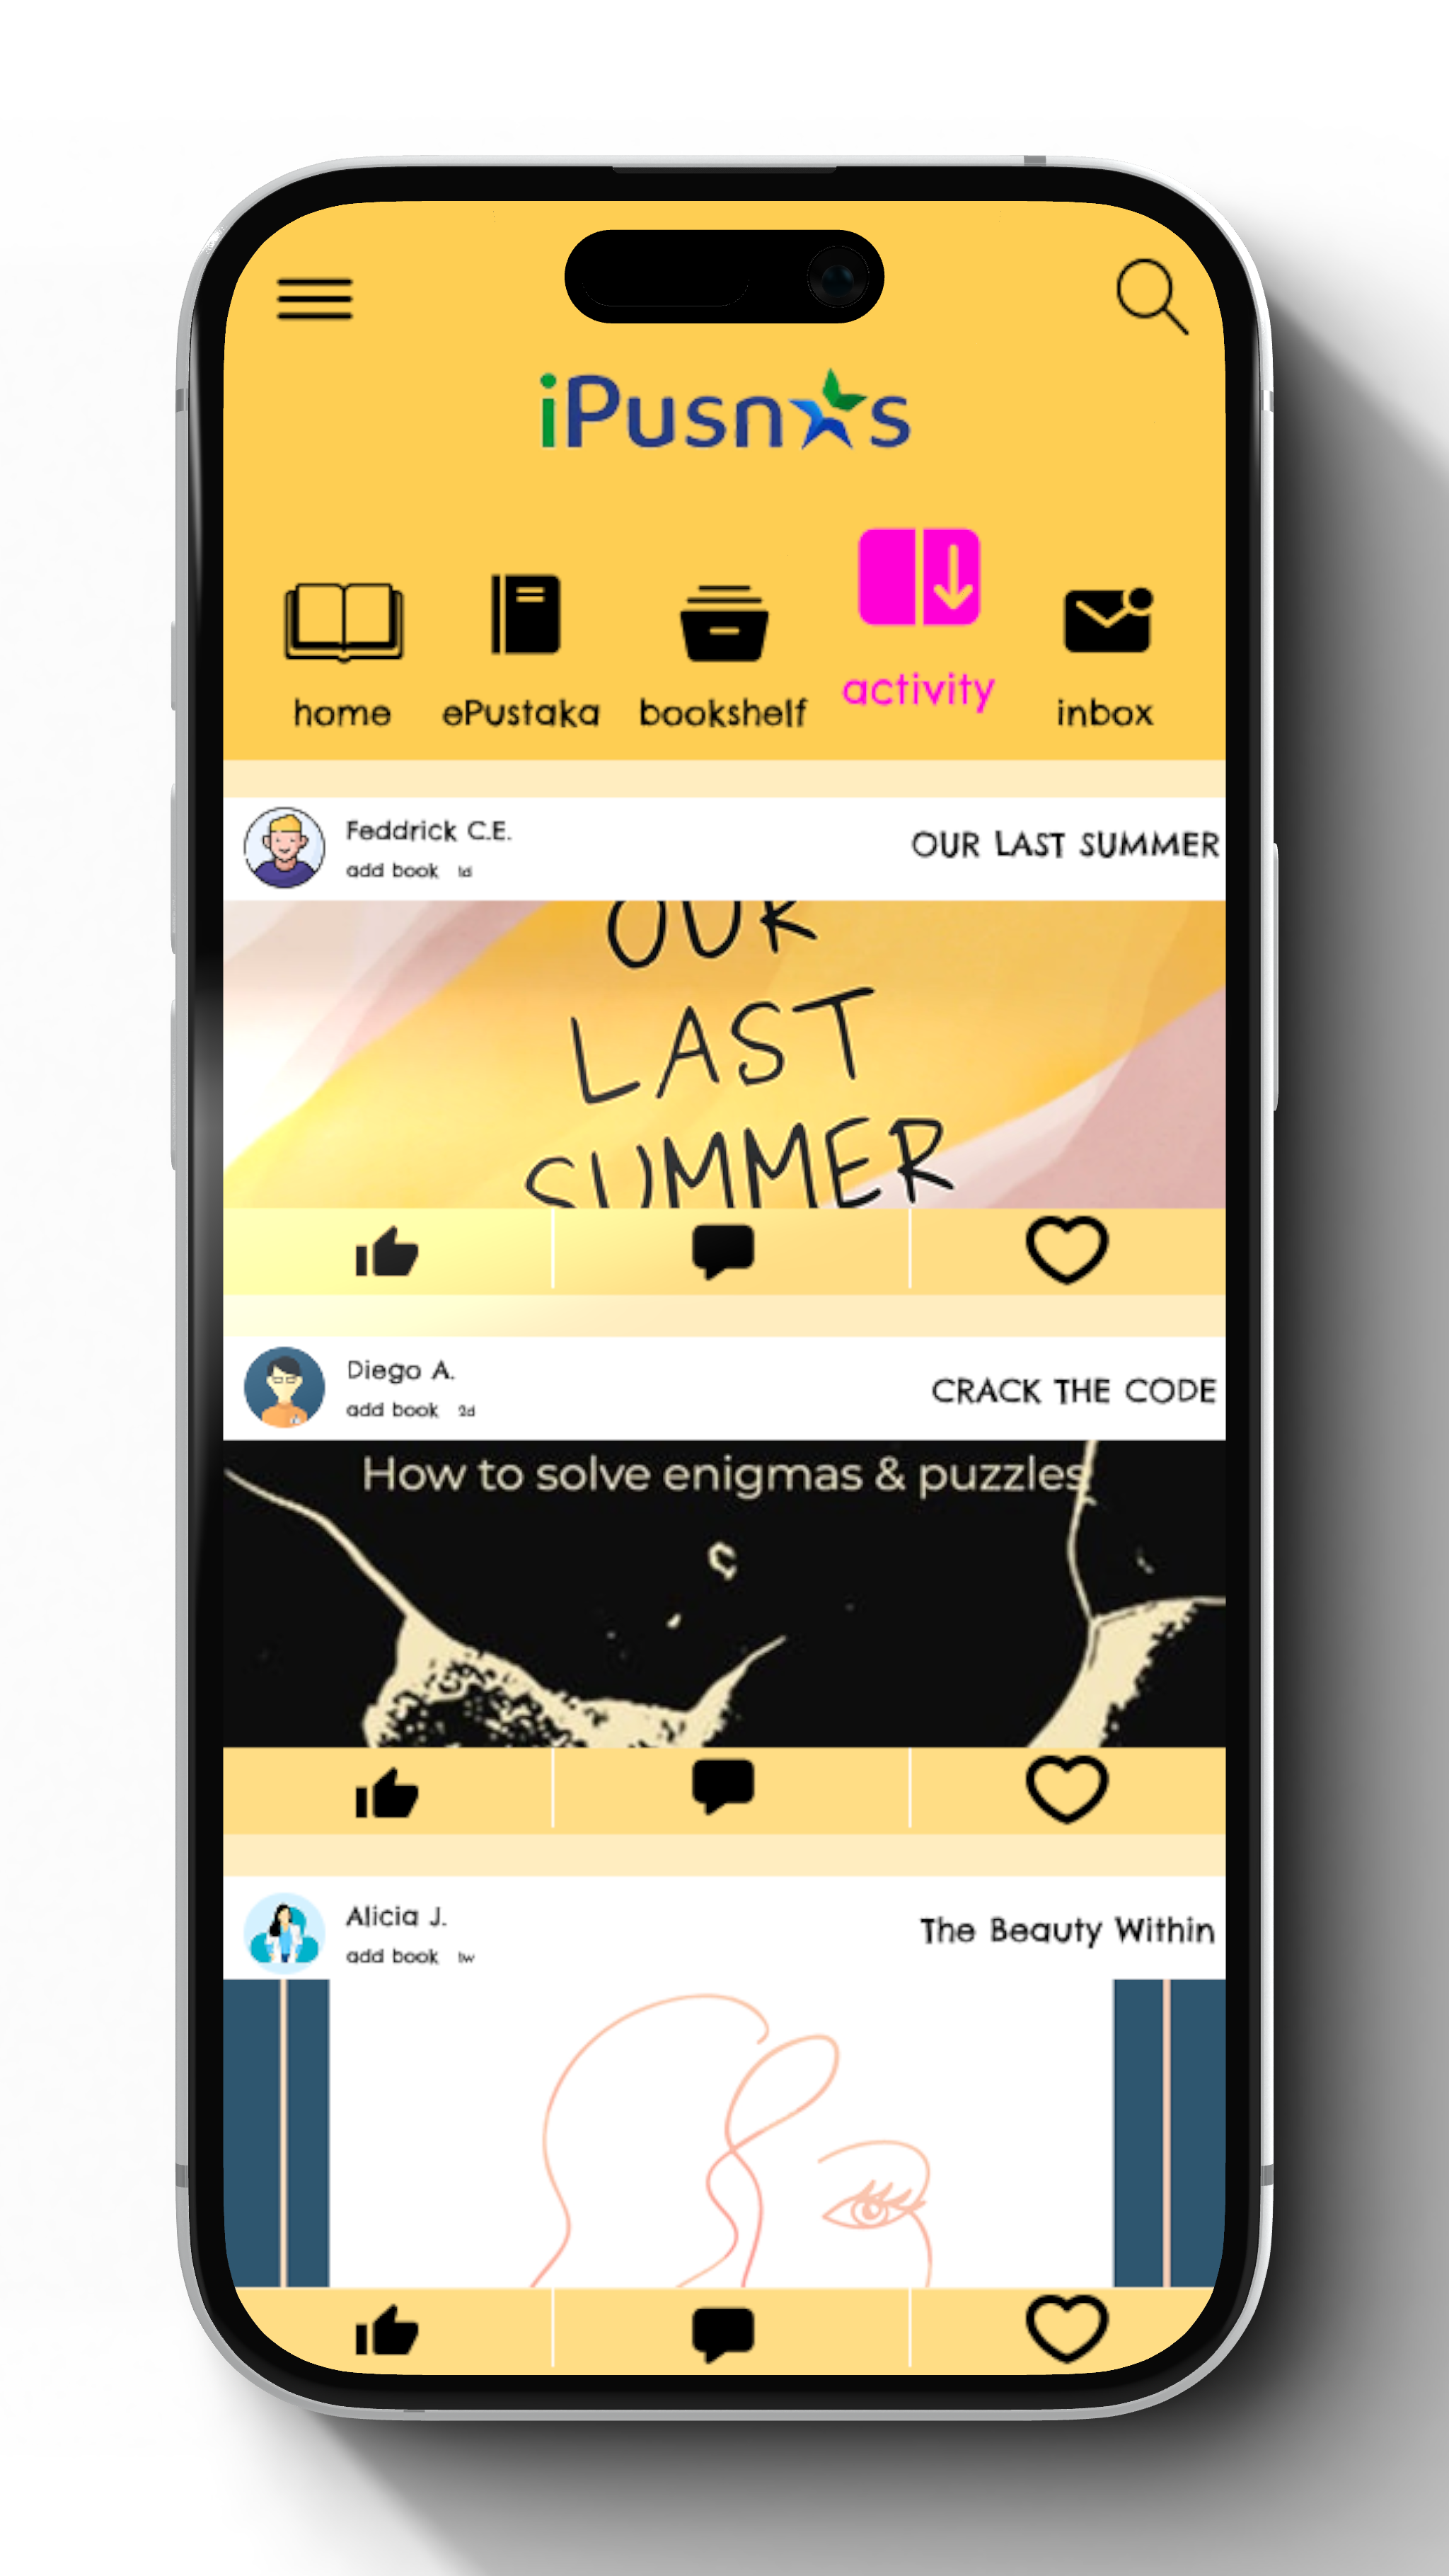 iPusnas
home ePustaka bookshelf activity inbox
Feddrick C.E.
add book 1d
OUR LAST SUMMER
OUR
LAST
SUMMER
Diego A.
add book 2d
CRACK THE CODE
How to solve enigmas & puzzles
Alicia J.
add book 1w
The Beauty Within